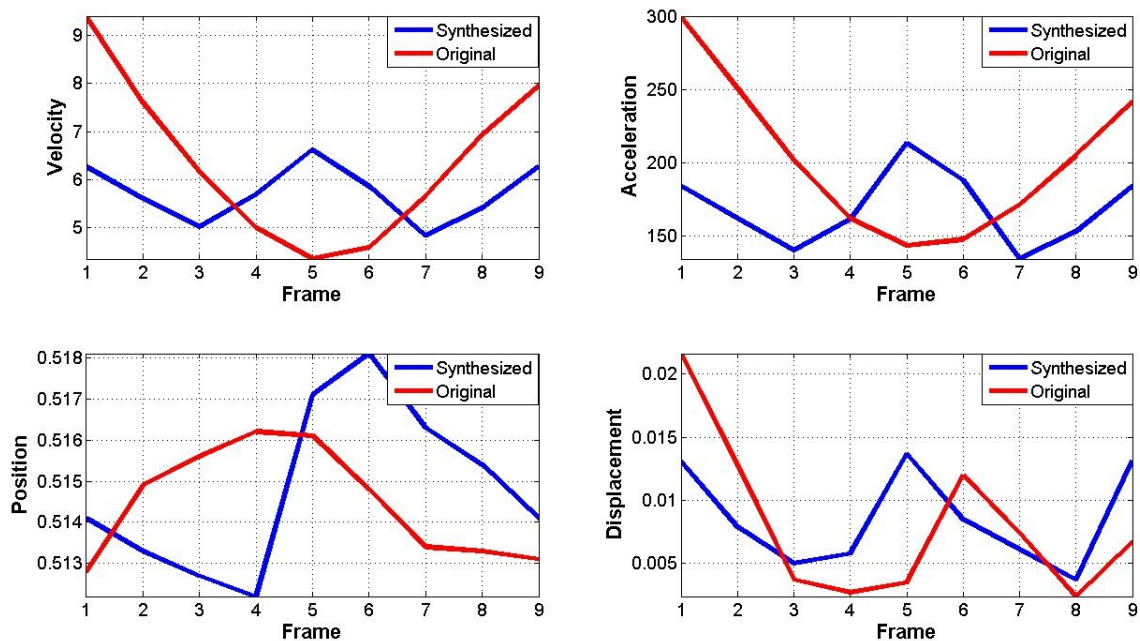 9
8
7
6
5
Velocity
Synthesized
Original
1 2 3 4 5 6 7 8 9
Frame
300
250
200
150
Acceleration
Synthesized
Original
1 2 3 4 5 6 7 8 9
Frame
0.518
0.517
0.516
0.515
0.514
0.513
Position
Synthesized
Original
1 2 3 4 5 6 7 8 9
Frame
0.02
0.015
0.01
0.005
Displacement
Synthesized
Original
1 2 3 4 5 6 7 8 9
Frame